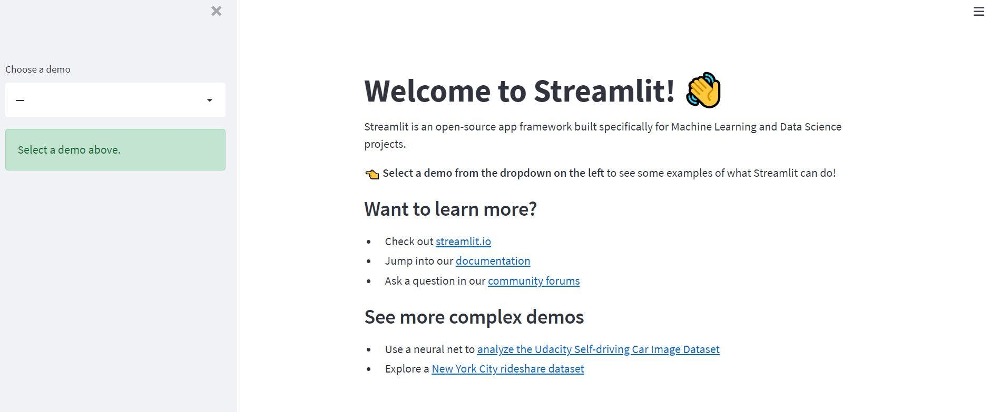 Choose a demo
—
Select a demo above.
Welcome to Streamlit! 👋
Streamlit is an open-source app framework built specifically for Machine Learning and Data Science
projects.
👈 Select a demo from the dropdown on the left to see some examples of what Streamlit can do!
Want to learn more?
• Check out streamlit.io
• Jump into our documentation
• Ask a question in our community forums
See more complex demos
• Use a neural net to analyze the Udacity Self-driving Car Image Dataset
• Explore a New York City rideshare dataset